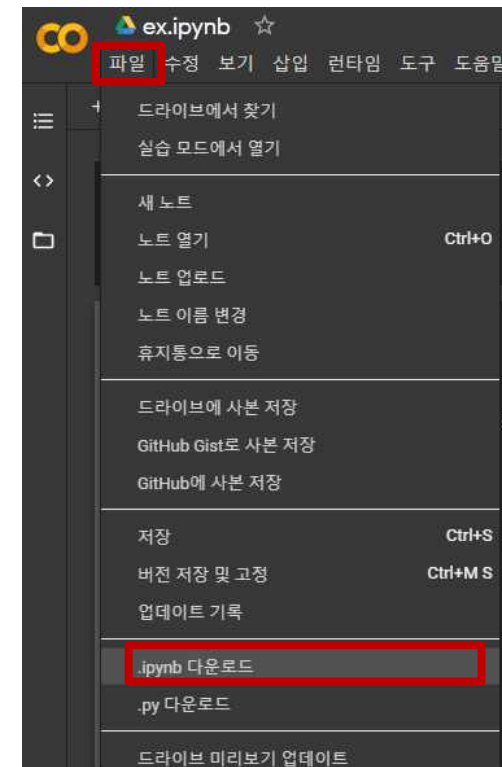 ex.ipynb
파일 수정 보기 삽입 런타임 도구 도움말
드라이브에서 찾기
실습 모드에서 열기
새 노트
노트 열기 Ctrl+O
노트 업로드
노트 이름 변경
휴지통으로 이동
드라이브에 사본 저장
GitHub Gist로 사본 저장
GitHub에 사본 저장
저장 Ctrl+S
버전 저장 및 고정 Ctrl+M S
업데이트 기록
.ipynb 다운로드
.py 다운로드
드라이브 미리보기 업데이트